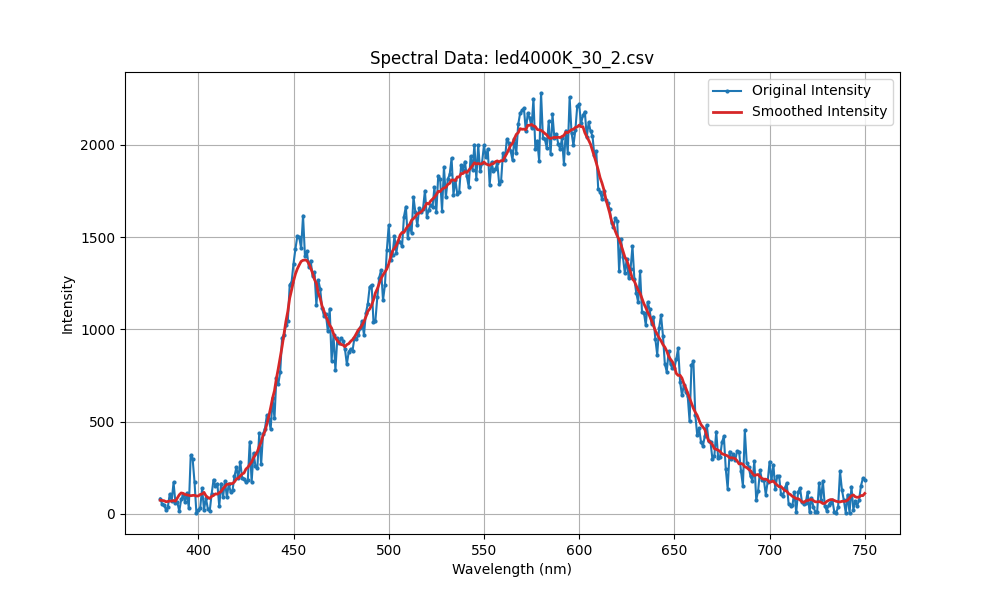 Spectral Data: led4000K_30_2.csv
Original Intensity
Smoothed Intensity
2000
1500
1000
500
0
Intensity
400 450 500 550 600 650 700 750
Wavelength (nm)